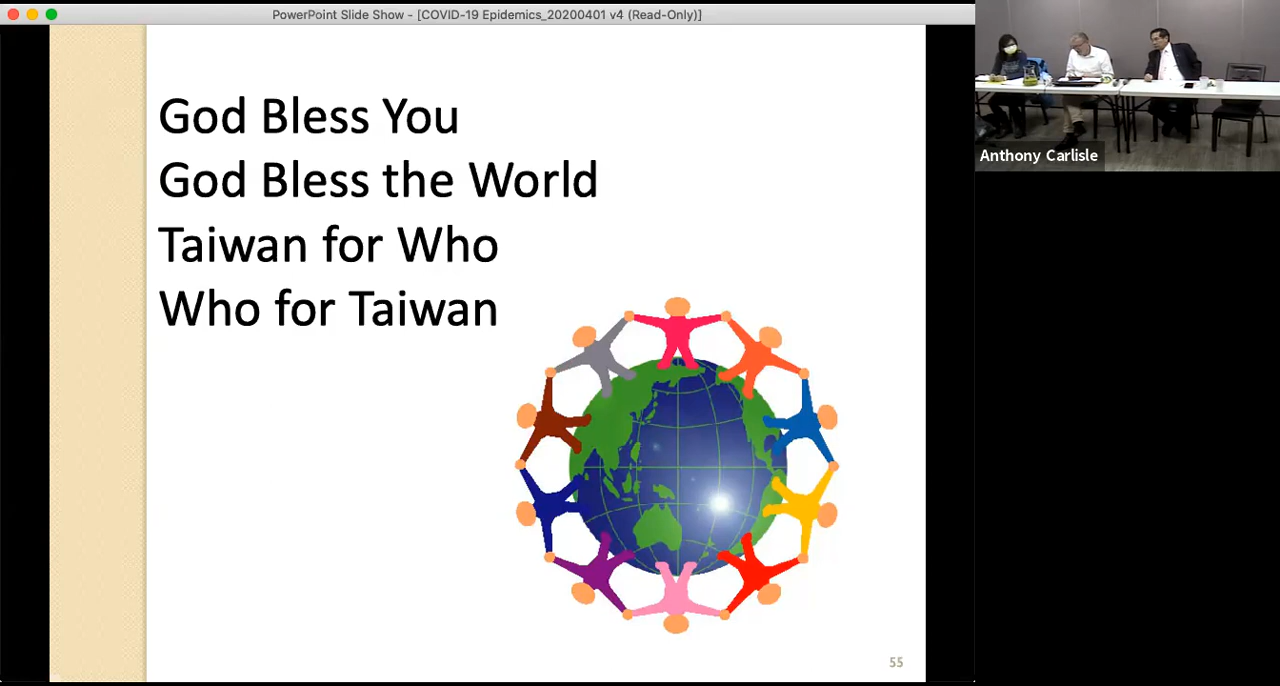 PowerPoint Slide Show - [COVID-19 Epidemics_20200401 v4 (Read-Only)]
God Bless You
God Bless the World
Taiwan for Who
Who for Taiwan
55
Anthony Carlisle